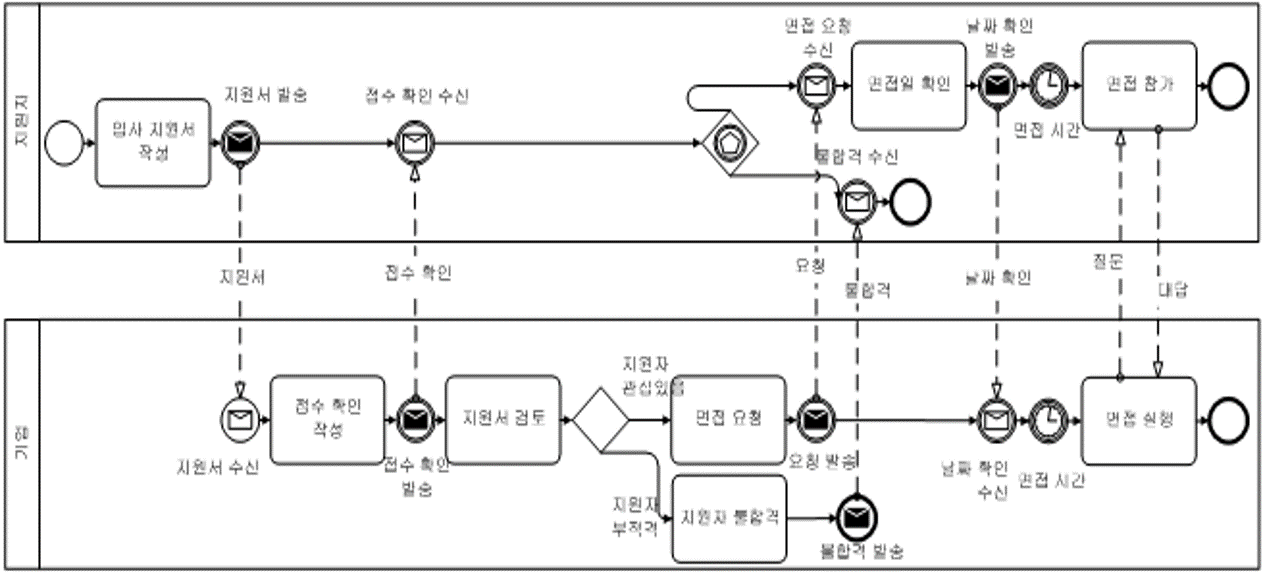 지원자
입사 지원서
작성
지원서 발송
접수 확인 수신
면접 요청
수신
면접일 확인
날짜 확인
발송
면접 시간
면접 참가
불합격 수신
지원서
접수 확인
요청
불합격
날짜 확인
질문
대답
기업
지원서 수신
접수 확인
작성
접수 확인
발송
지원서 검토
지원자
관심있음
면접 요청
요청 발송
지원자
부적격
지원자 불합격
불합격 발송
날짜 확인
수신
면접 시간
면접 실행